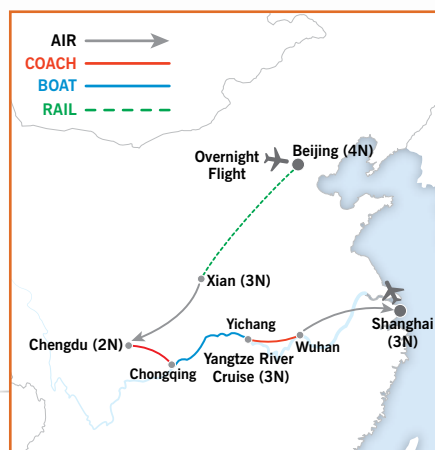 AIR
COACH
BOAT
RAIL
Overnight
Flight
Beijing (4N)
Xian (3N)
Chengdu (2N)
Chongqing
Yichang
Yangtze River
Cruise (3N)
Wuhan
Shanghai
(3N)